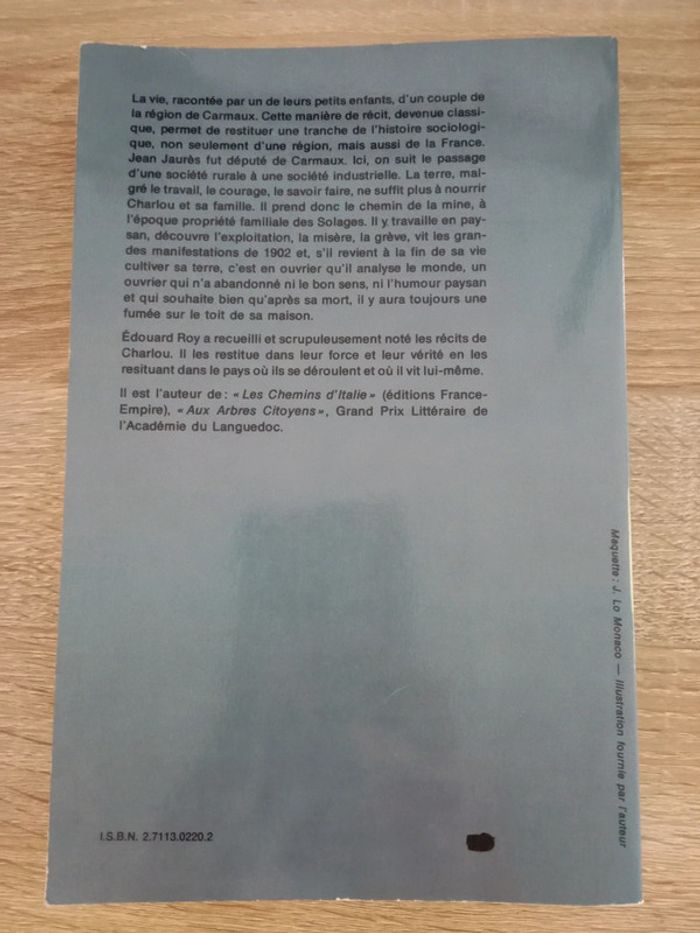 La vie, racontée par un de leurs petits enfants, d'un couple de
la région de Carmaux. Cette manière de récit, devenue classi-
que, permet de restituer une tranche de l'histoire sociologi-
que, non seulement d'une région, mais aussi de la France.
Jean Jaurès fut député de Carmaux. Ici, on suit le passage
d'une société rurale à une société industrielle. La terre, mal-
gré le travail, le courage, le savoir faire, ne suffit plus à nourrir
Charlou et sa famille. Il prend donc le chemin de la mine, à
l'époque propriété familiale des Solages. Il y travaille en pay-
san, découvre l'exploitation, la misère, la grève, vit les gran-
des manifestations de 1902 et, s'il revient à la fin de sa vie
cultiver sa terre, c'est en ouvrier qu'il analyse le monde, un
ouvrier qui n'a abandonné ni le bon sens, ni l'humour paysan
et qui souhaite bien qu'après sa mort, il y aura toujours une
fumée sur le toit de sa maison.
Édouard Roy a recueilli et scrupuleusement noté les récits de
Charlou. Il les restitue dans leur force et leur vérité en les
resituant dans le pays où ils se déroulent et où il vit lui-même.
Il est l'auteur de : « Les Chemins d'Italie » (éditions France-
Empire), « Aux Arbres Citoyens », Grand Prix Littéraire de
l'Académie du Languedoc.
Maquette : J. Lo Monaco — Illustration fournie par l'auteur
I.S.B.N. 2.7113.0220.2